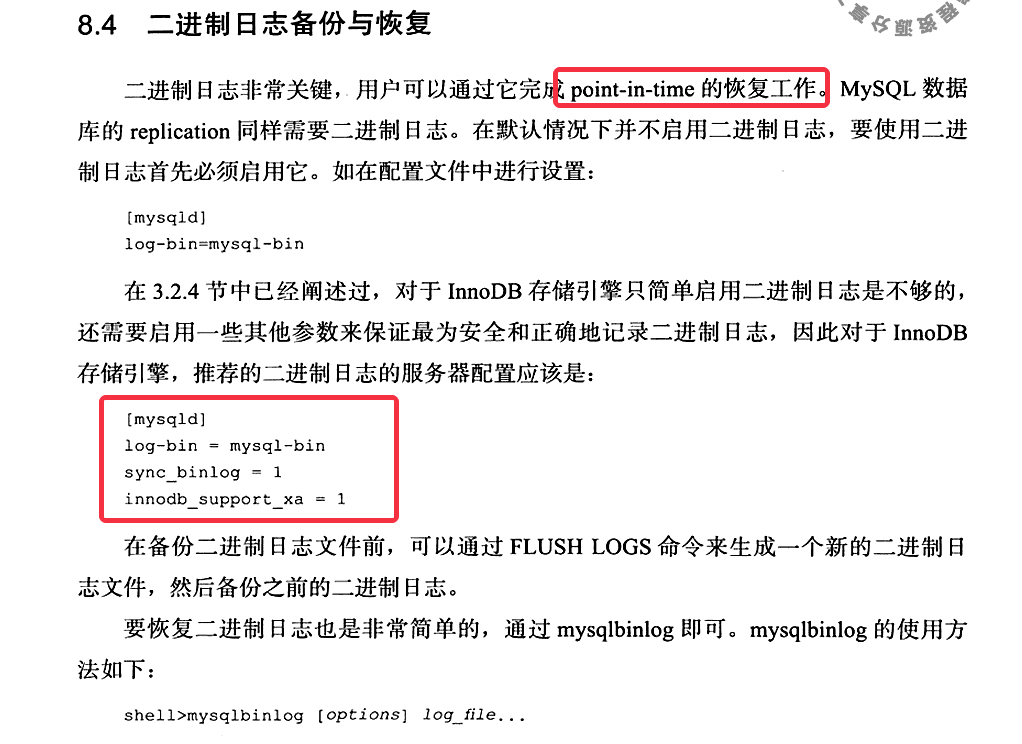 程资源分享
8.4 二进制日志备份与恢复
二进制日志非常关键，用户可以通过它完成 point-in-time 的恢复工作。MySQL 数据
库的 replication 同样需要二进制日志。在默认情况下并不启用二进制日志，要使用二进
制日志首先必须启用它。如在配置文件中进行设置：
[mysqld]
log-bin=mysql-bin
在 3.2.4 节中已经阐述过，对于 InnoDB 存储引擎只简单启用二进制日志是不够的，
还需要启用一些其他参数来保证最为安全和正确地记录二进制日志，因此对于 InnoDB
存储引擎，推荐的二进制日志的服务器配置应该是：
[mysqld]
log-bin = mysql-bin
sync_binlog = 1
innodb_support_xa = 1
在备份二进制日志文件前，可以通过 FLUSH LOGS 命令来生成一个新的二进制日
志文件，然后备份之前的二进制日志。
要恢复二进制日志也是非常简单的，通过 mysqlbinlog 即可。mysqlbinlog 的使用方
法如下：
shell>mysqlbinlog [options] log_file...